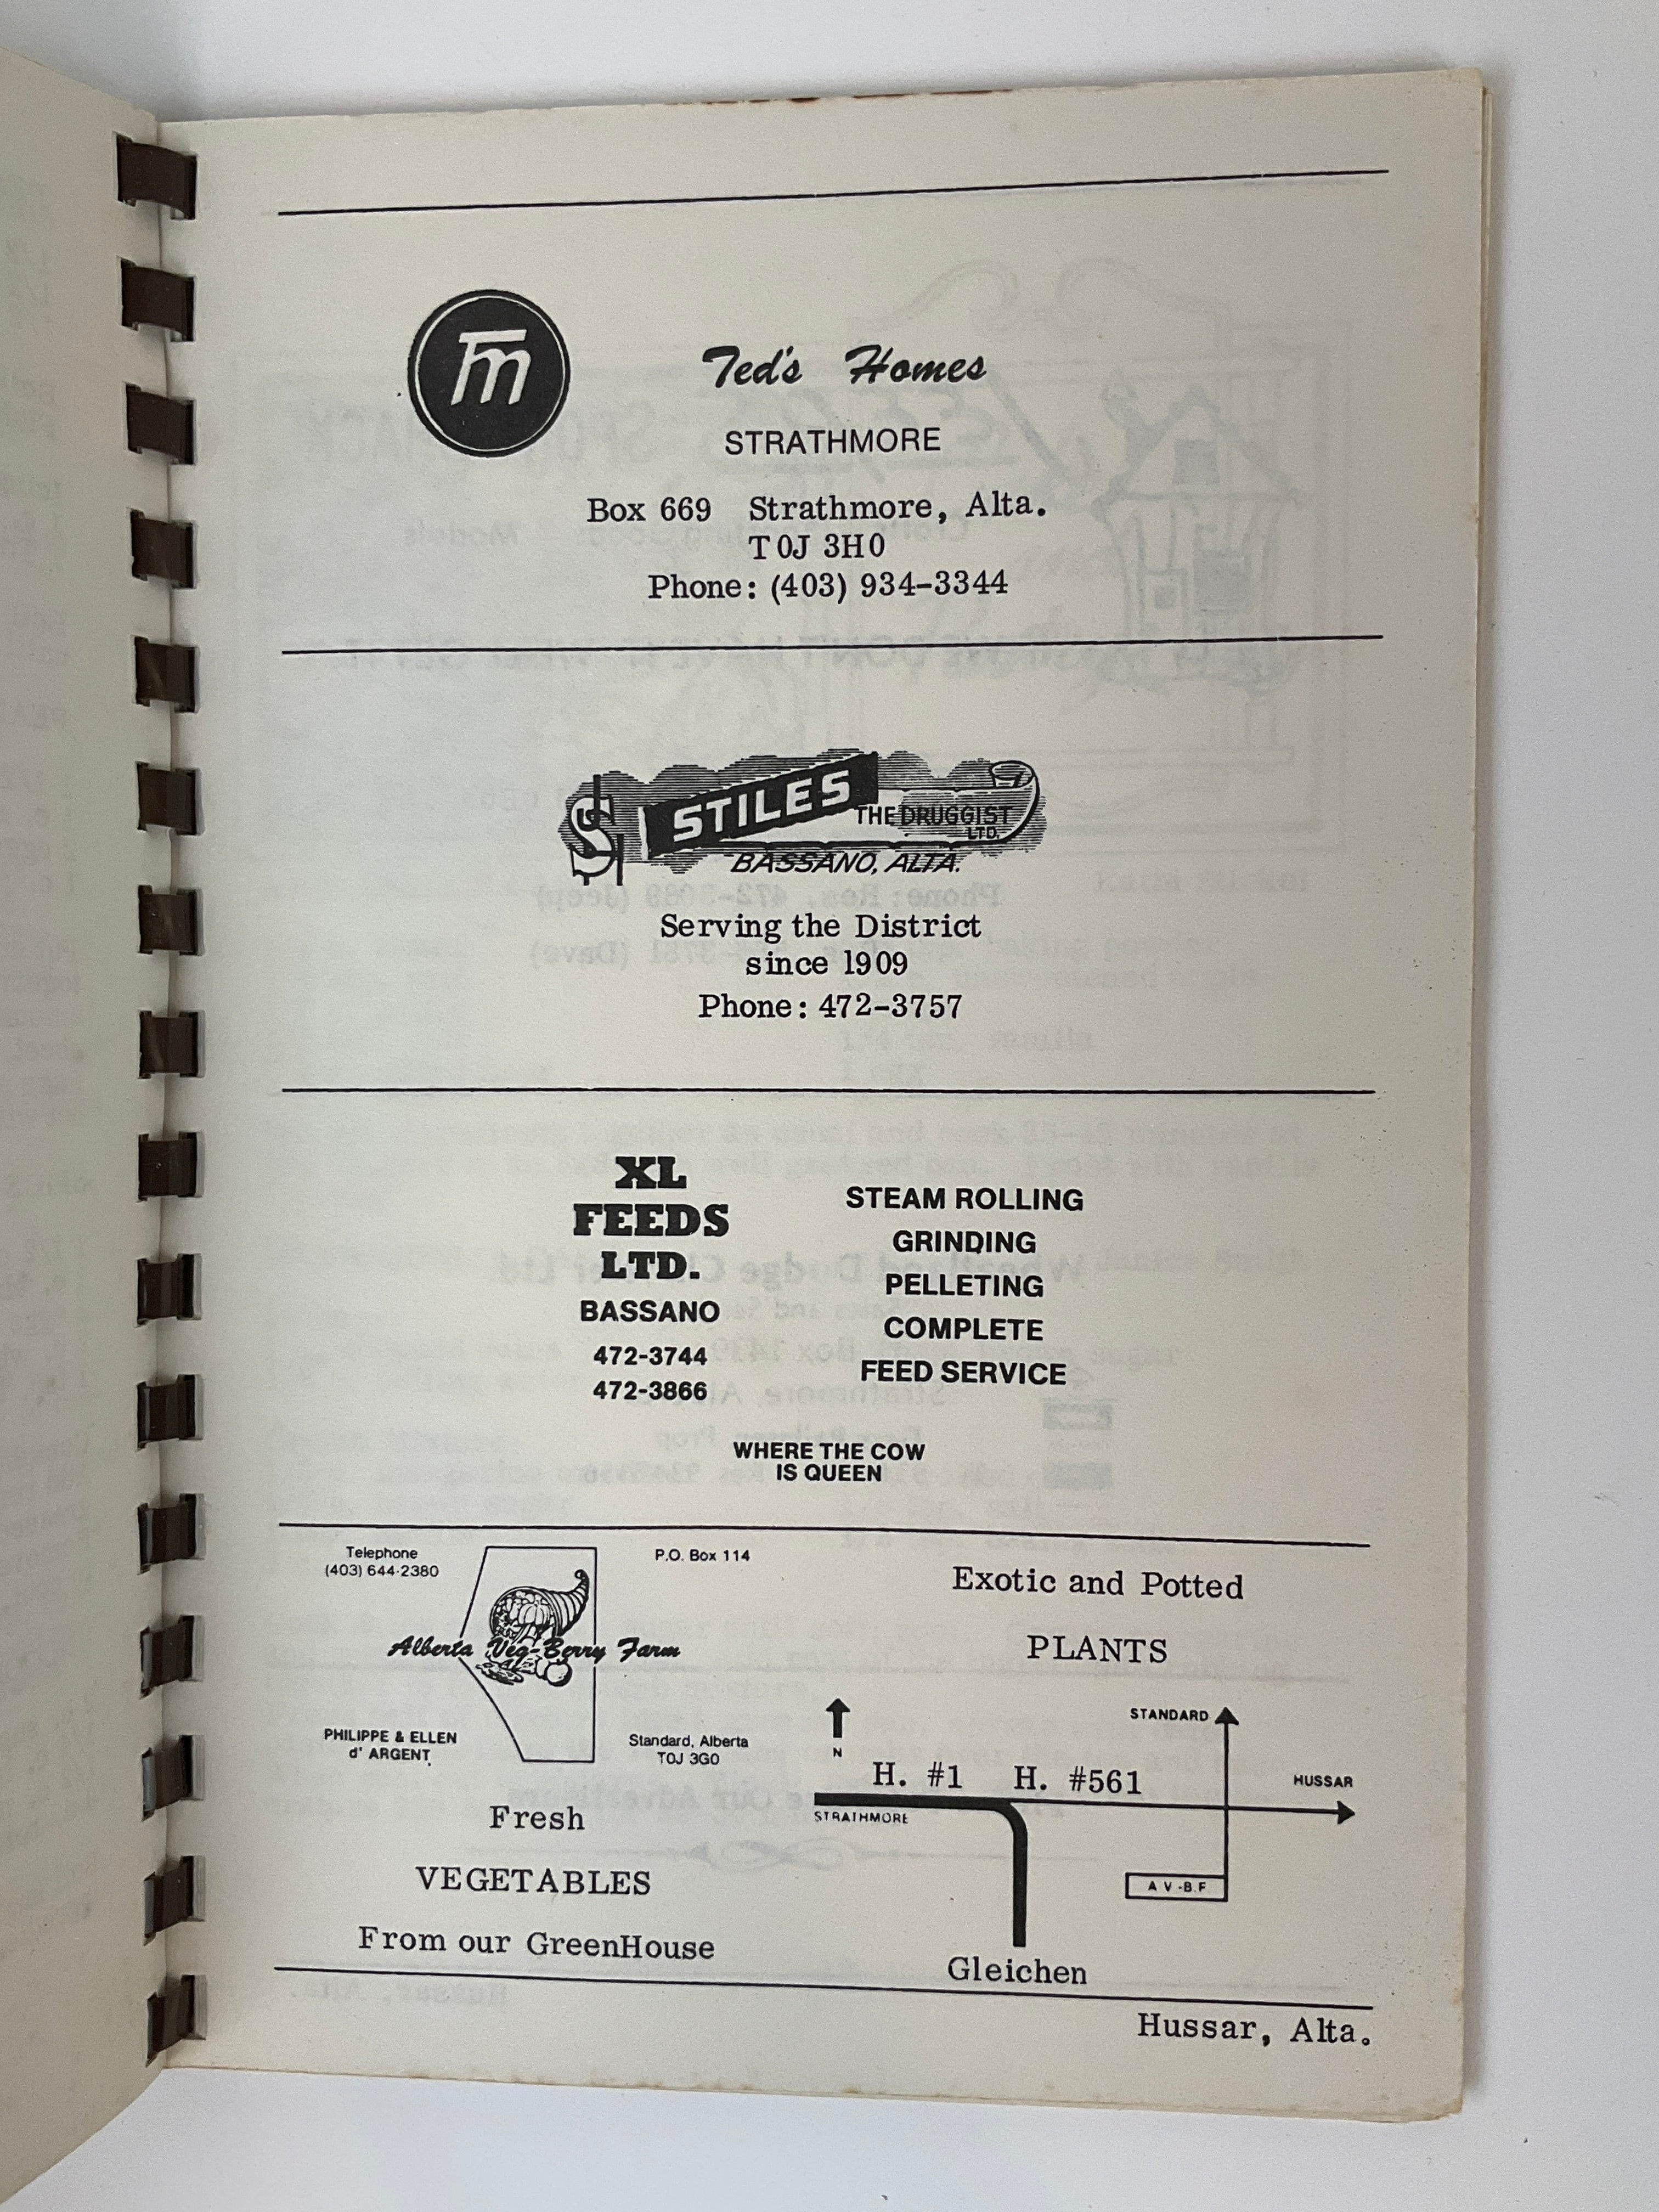 Tm
Ted's Homes
STRATHMORE
Box 669 Strathmore, Alta.
T0J 3H0
Phone: (403) 934-3344
S STILES THE DRUGGIST LTD.
BASSANO, ALTA.
Serving the District
since 1909
Phone: 472-3757
XL
FEEDS
LTD.
BASSANO
472-3744
472-3866
STEAM ROLLING
GRINDING
PELLETING
COMPLETE
FEED SERVICE
WHERE THE COW
IS QUEEN
Telephone
(403) 644-2380
P.O. Box 114
Alberta Veg-Berry Farm
PHILIPPE & ELLEN
d' ARGENT
Standard, Alberta
T0J 3G0
Fresh
VEGETABLES
From our GreenHouse
Exotic and Potted
PLANTS
N
STANDARD
H. #1 H. #561
HUSSAR
STRATHMORE
A V-B F
Gleichen
Hussar, Alta.